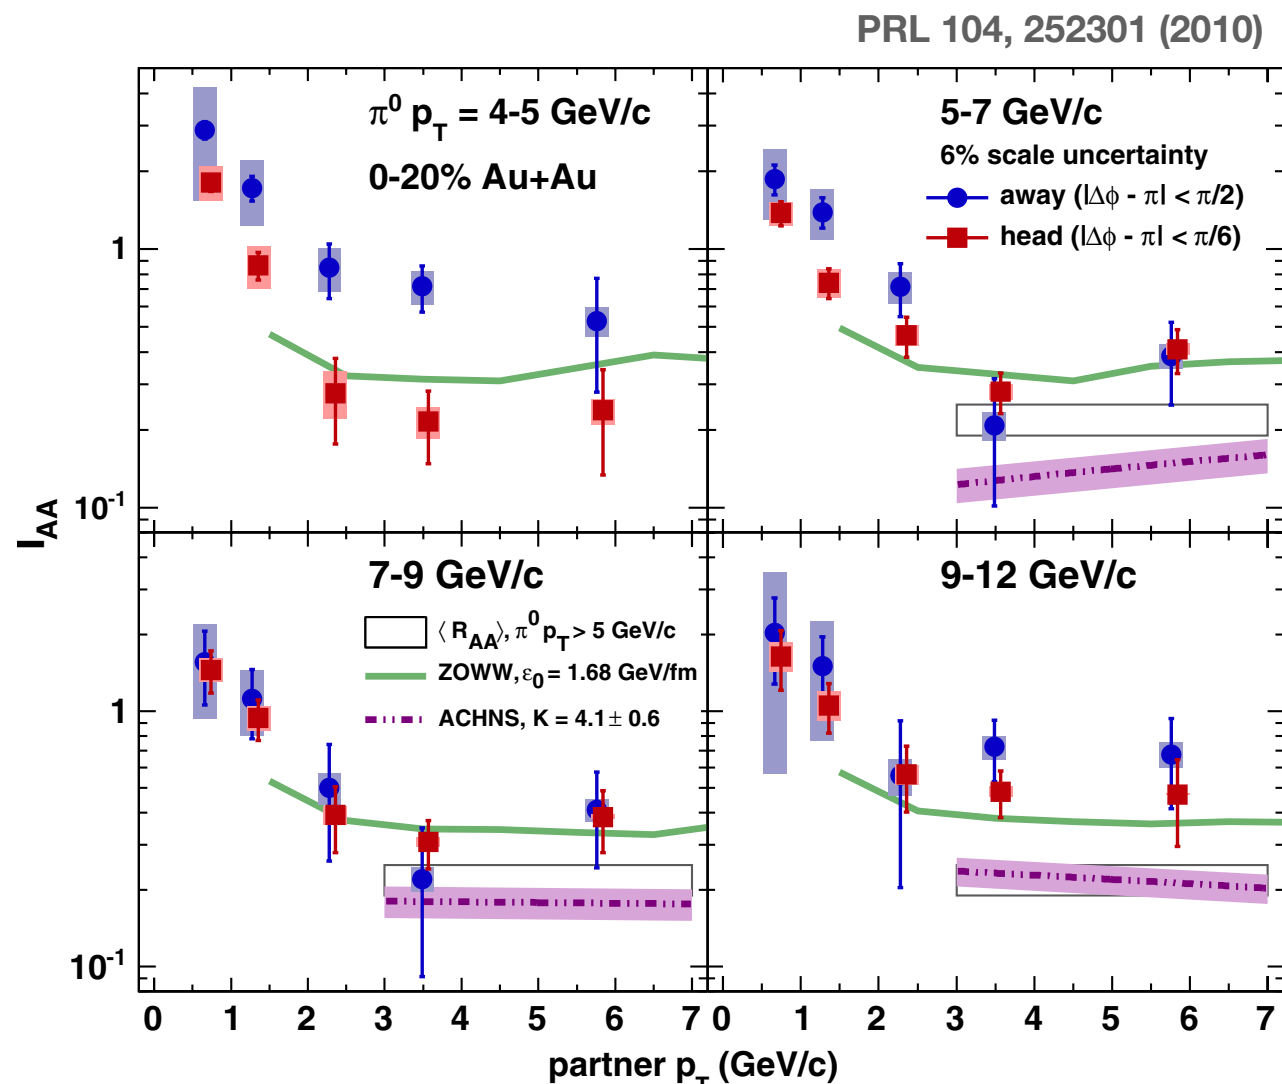 PRL 104, 252301 (2010)
π⁰ p_T = 4-5 GeV/c
0-20% Au+Au
5-7 GeV/c
6% scale uncertainty
away (|Δϕ - π| < π/2)
head (|Δϕ - π| < π/6)
1
10⁻¹
I_AA
7-9 GeV/c
⟨ R_AA ⟩, π⁰ p_T > 5 GeV/c
ZOWW, ε₀ = 1.68 GeV/fm
ACHNS, K = 4.1 ± 0.6
9-12 GeV/c
1
10⁻¹
0 1 2 3 4 5 6 7 0 1 2 3 4 5 6 7
partner p_T (GeV/c)